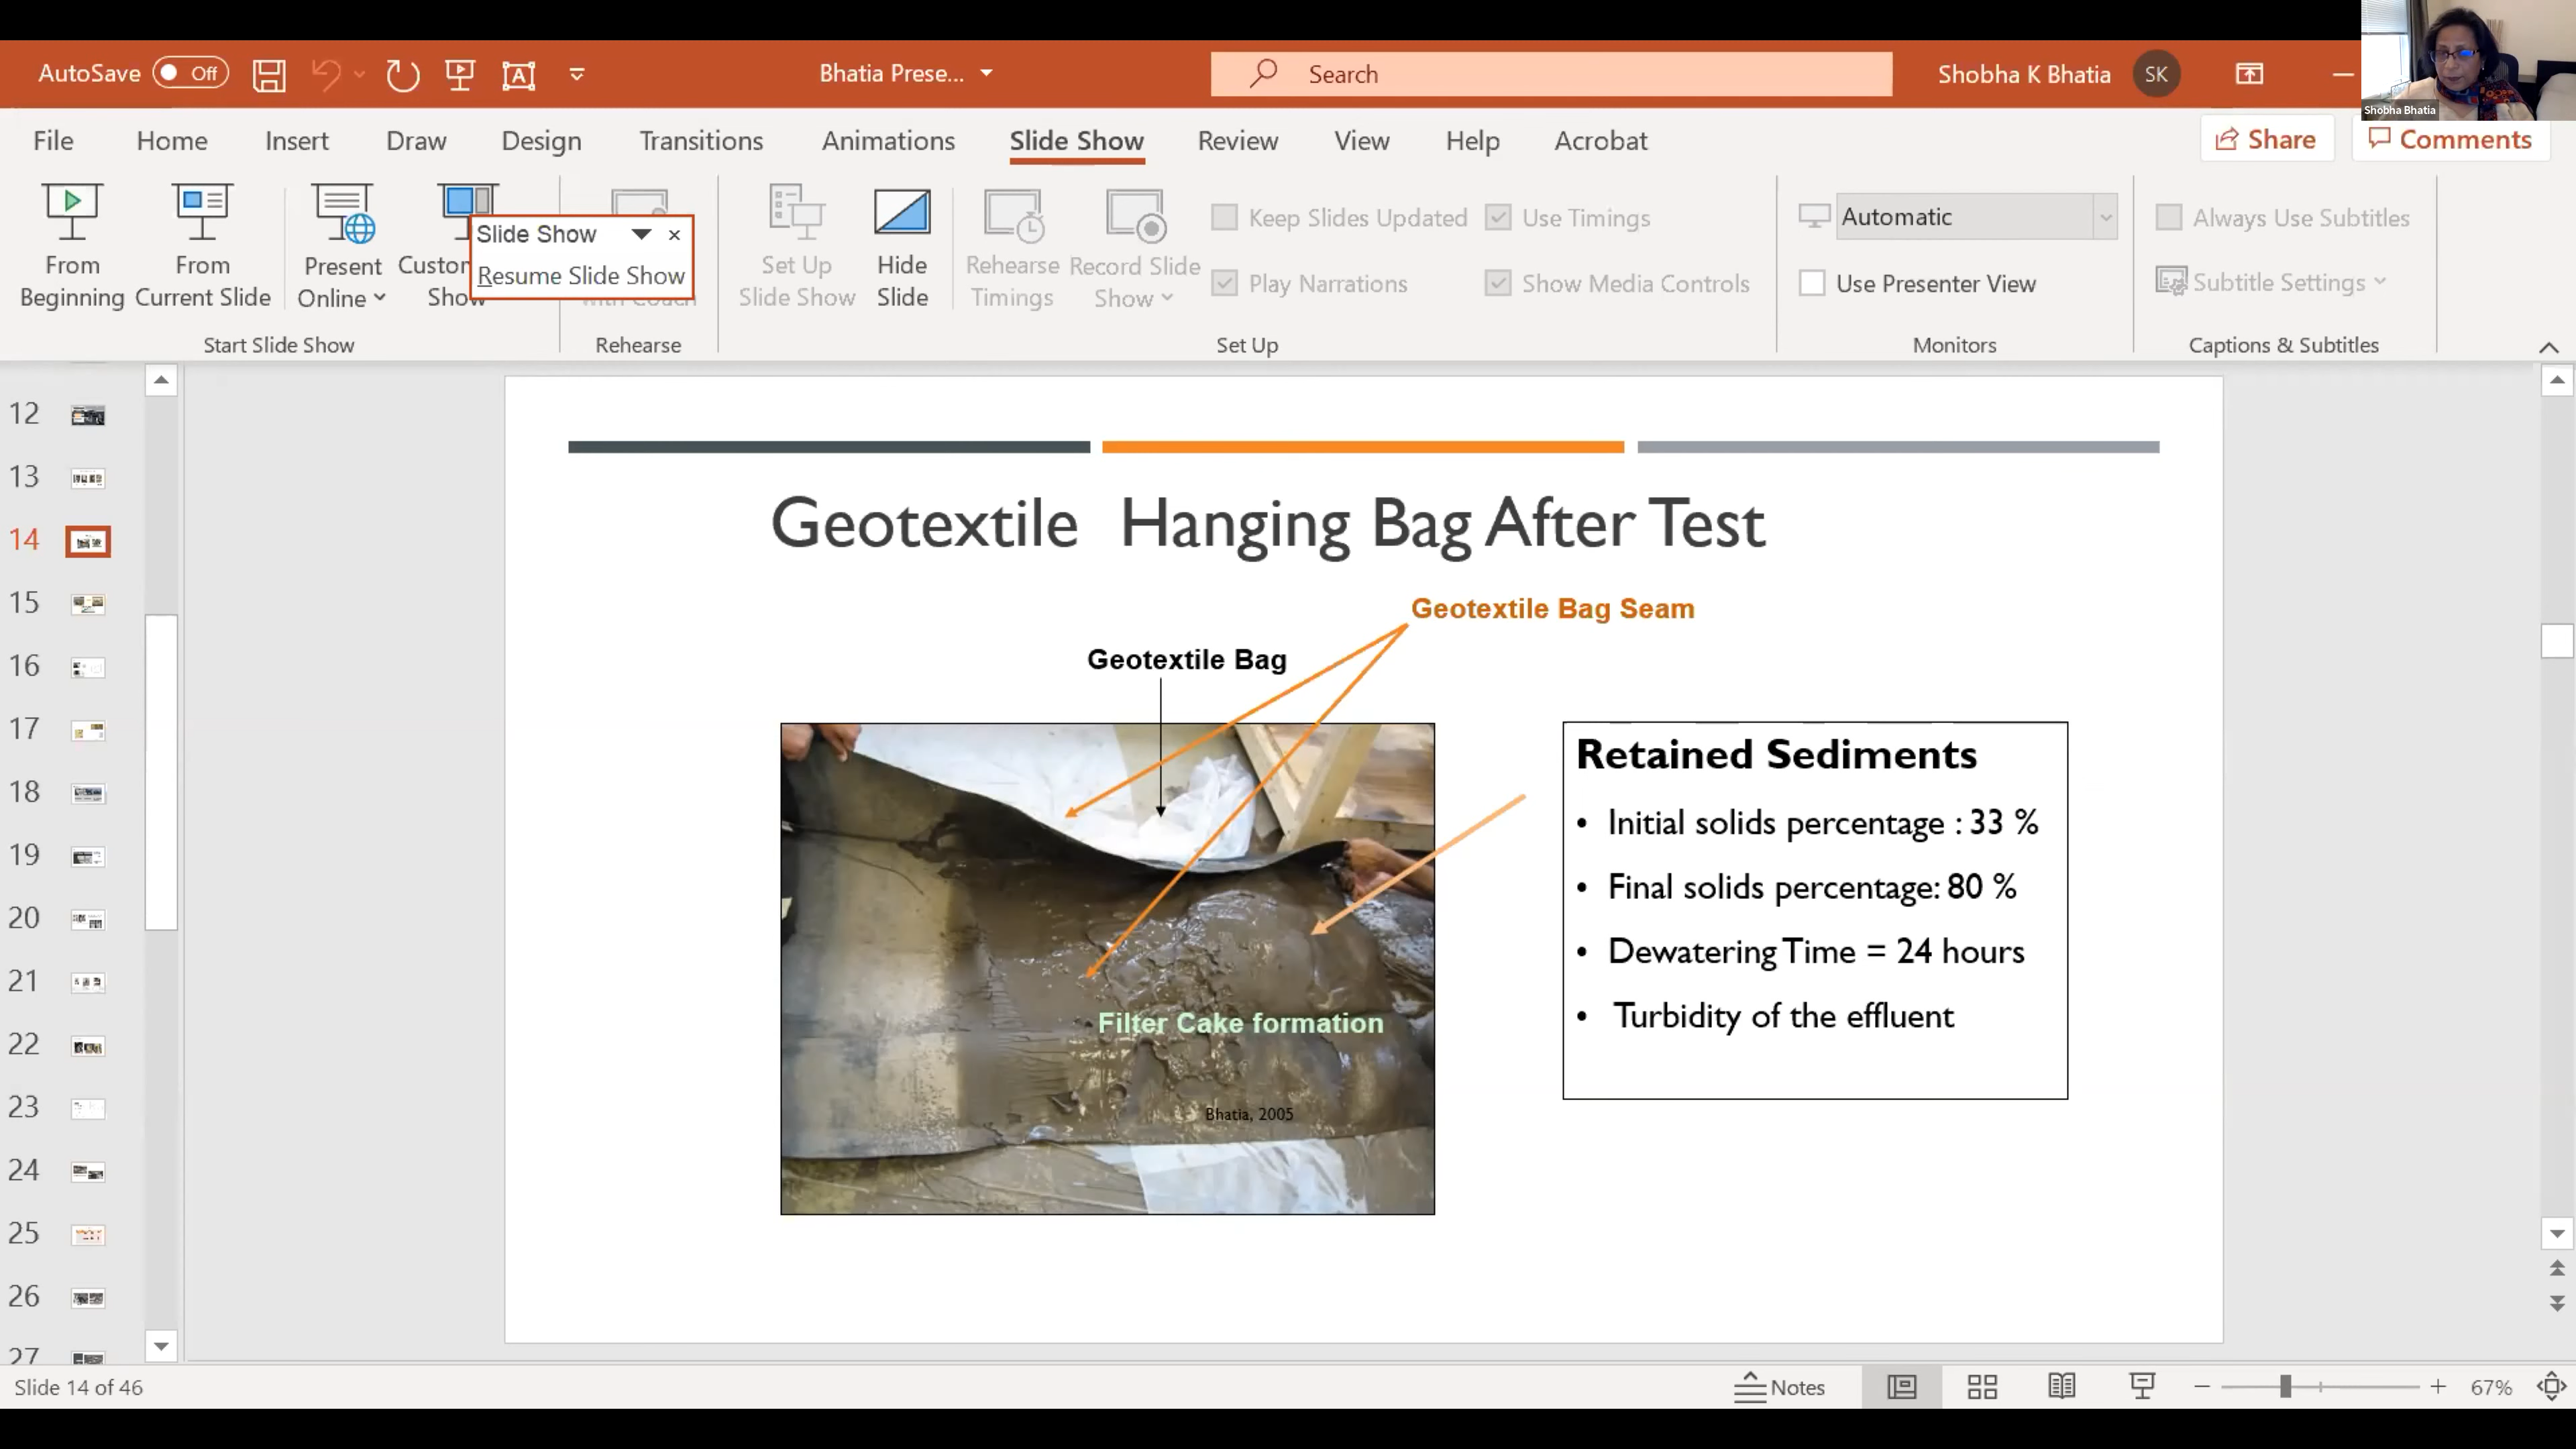 AutoSave Off
Bhatia Prese...
Search
Shobha K Bhatia SK
Shobha Bhatia
File Home Insert Draw Design Transitions Animations Slide Show Review View Help Acrobat
Share Comments
From Beginning
From Current Slide
Present Online
Custom
Show
Slide Show
Resume Slide Show
with Coach
Set Up Slide Show
Hide Slide
Rehearse Timings
Record Slide Show
Keep Slides Updated
Play Narrations
Use Timings
Show Media Controls
Automatic
Use Presenter View
Always Use Subtitles
Subtitle Settings
Start Slide Show
Rehearse
Set Up
Monitors
Captions & Subtitles
12
13
14
15
16
17
18
19
20
21
22
23
24
25
26
27
Geotextile Hanging Bag After Test
Geotextile Bag Seam
Geotextile Bag
Filter Cake formation
Bhatia, 2005
Retained Sediments
• Initial solids percentage : 33 %
• Final solids percentage: 80 %
• Dewatering Time = 24 hours
• Turbidity of the effluent
Slide 14 of 46
Notes
67%